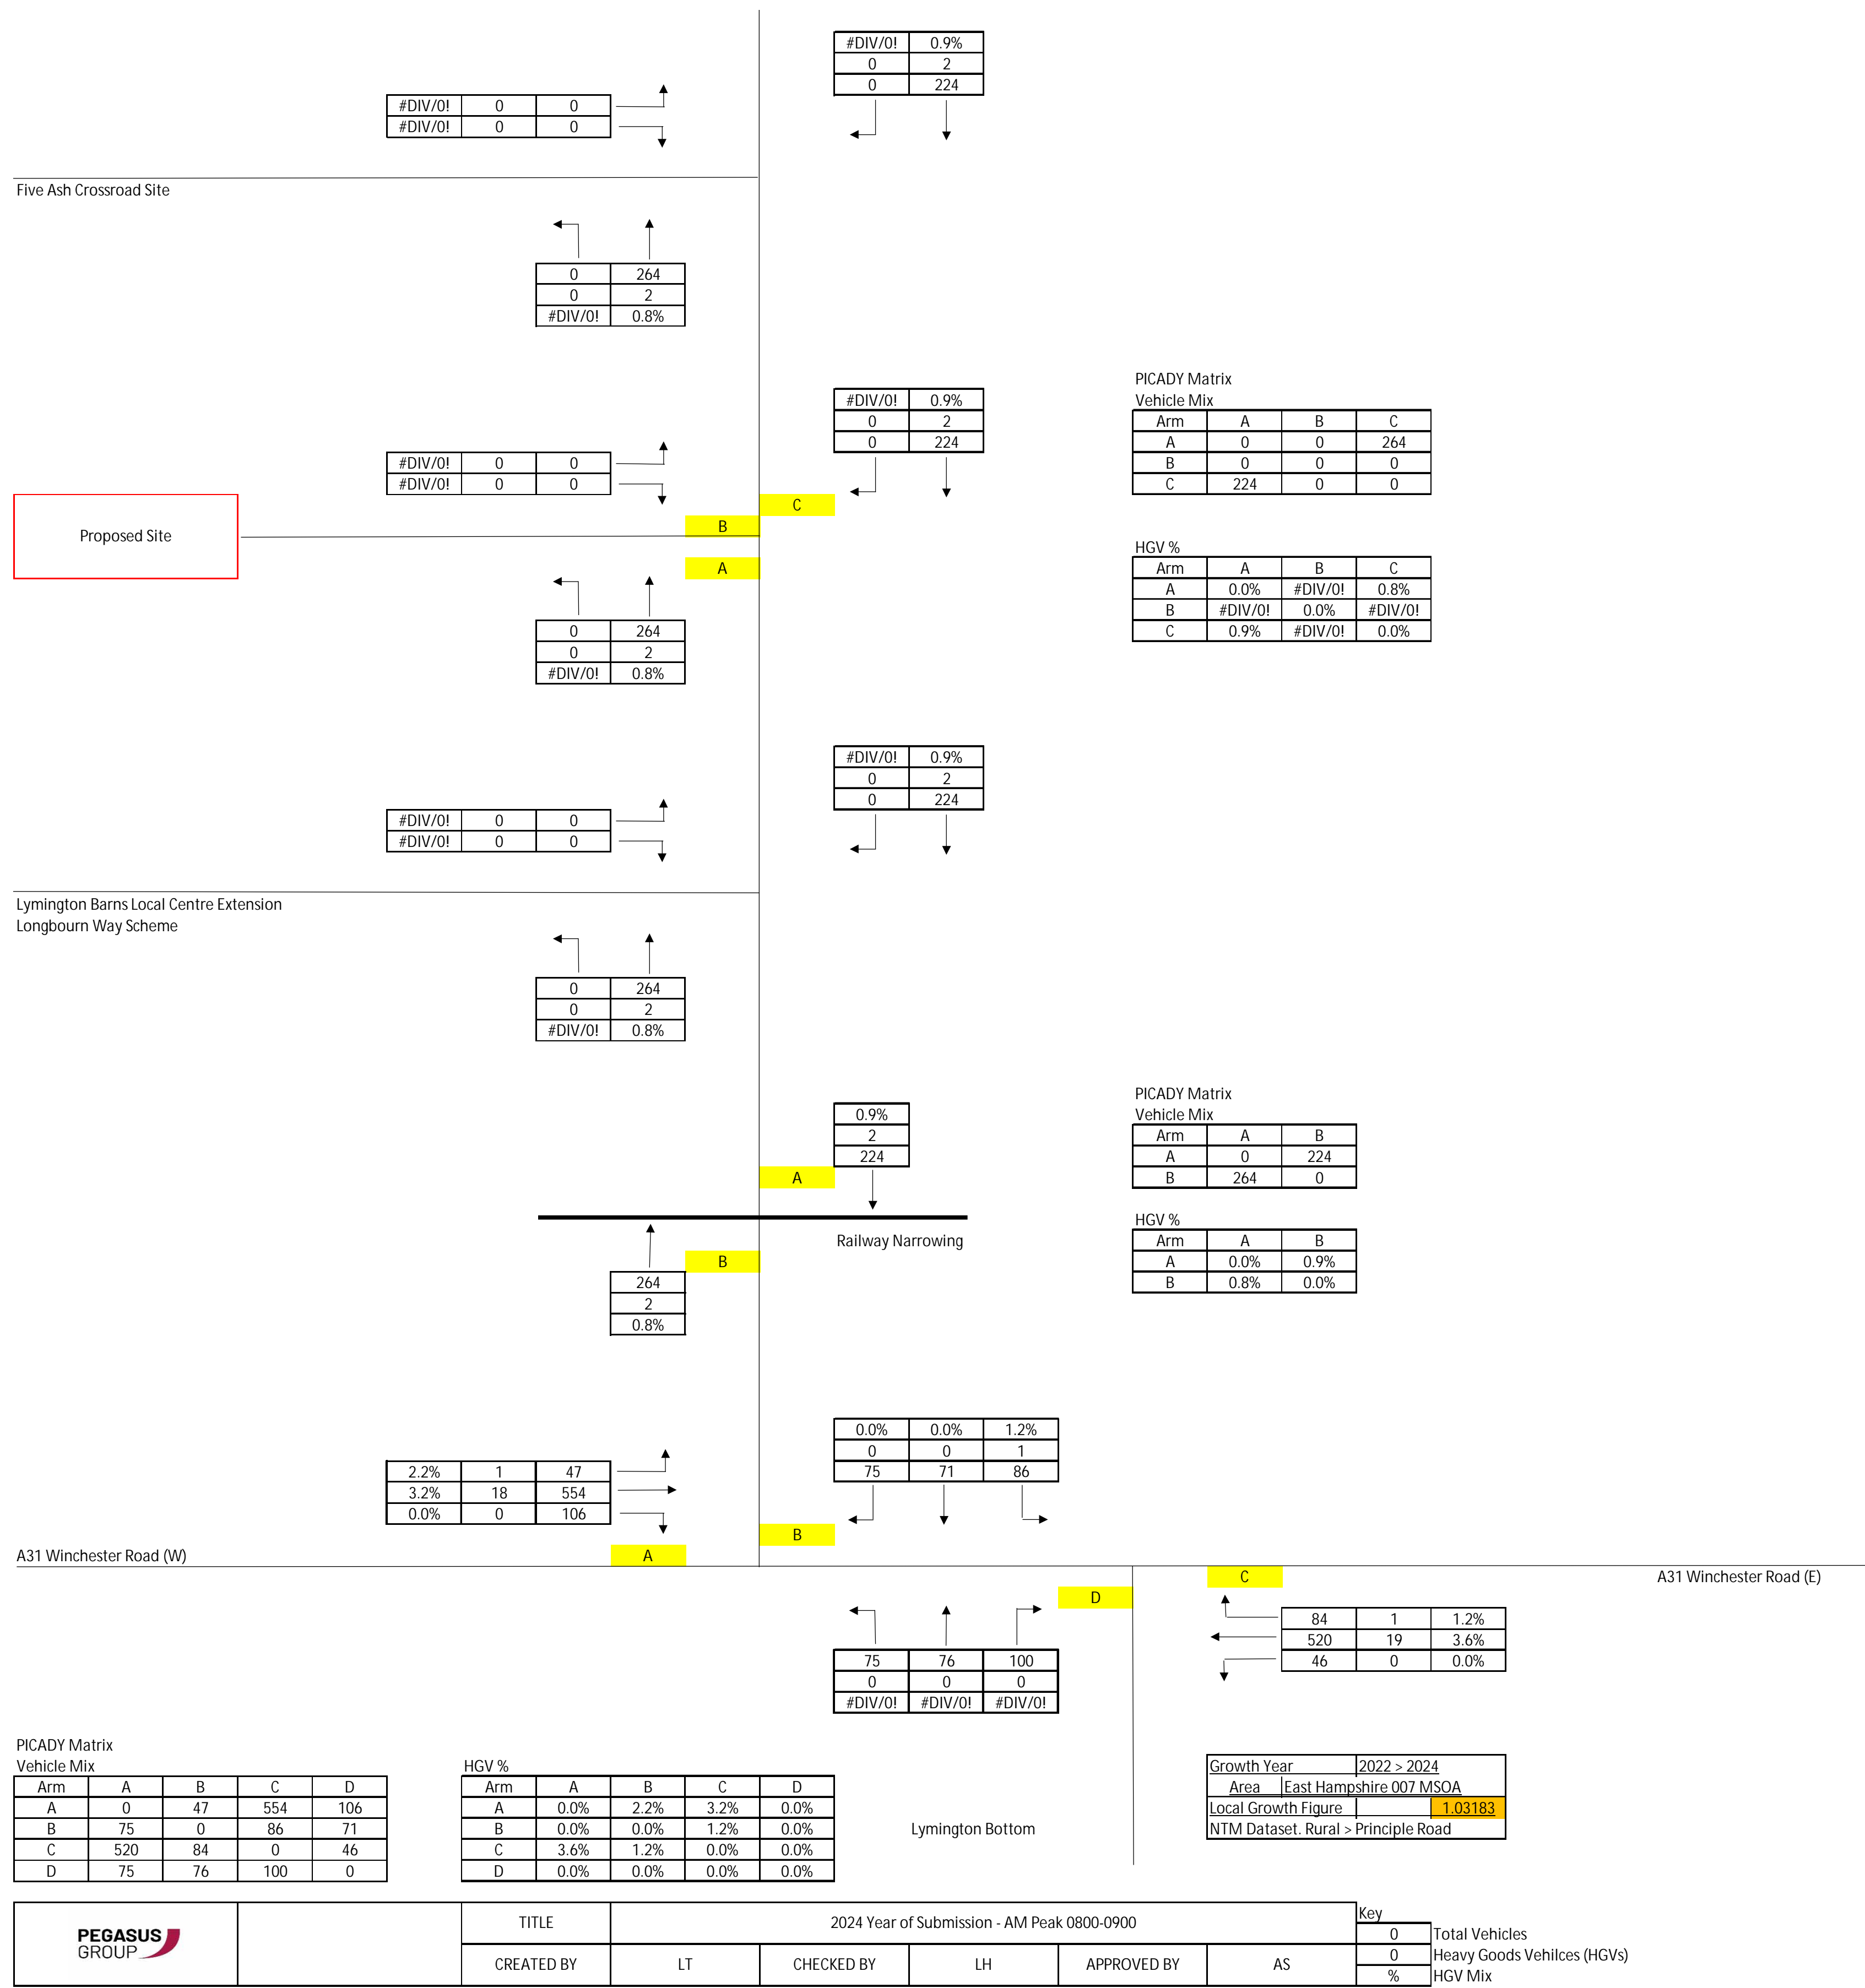 #DIV/0! 0.9%
0 2
0 224
#DIV/0! 0 0
#DIV/0! 0 0
Five Ash Crossroad Site
0 264
0 2
#DIV/0! 0.8%
PICADY Matrix
Vehicle Mix
Arm A B C
A 0 0 264
B 0 0 0
C 224 0 0
#DIV/0! 0.9%
0 2
0 224
#DIV/0! 0 0
#DIV/0! 0 0
C
B
Proposed Site
A
HGV %
Arm A B C
A 0.0% #DIV/0! 0.8%
B #DIV/0! 0.0% #DIV/0!
C 0.9% #DIV/0! 0.0%
0 264
0 2
#DIV/0! 0.8%
#DIV/0! 0.9%
0 2
0 224
#DIV/0! 0 0
#DIV/0! 0 0
Lymington Barns Local Centre Extension
Longbourn Way Scheme
0 264
0 2
#DIV/0! 0.8%
PICADY Matrix
Vehicle Mix
Arm A B
A 0 224
B 264 0
0.9%
2
224
A
Railway Narrowing
B
HGV %
Arm A B
A 0.0% 0.9%
B 0.8% 0.0%
264
2
0.8%
0.0% 0.0% 1.2%
0 0 1
75 71 86
2.2% 1 47
3.2% 18 554
0.0% 0 106
B
A31 Winchester Road (W)
A
C
A31 Winchester Road (E)
D
84 1 1.2%
520 19 3.6%
46 0 0.0%
75 76 100
0 0 0
#DIV/0! #DIV/0! #DIV/0!
PICADY Matrix
Vehicle Mix
Arm A B C D
A 0 47 554 106
B 75 0 86 71
C 520 84 0 46
D 75 76 100 0
HGV %
Arm A B C D
A 0.0% 2.2% 3.2% 0.0%
B 0.0% 0.0% 1.2% 0.0%
C 3.6% 1.2% 0.0% 0.0%
D 0.0% 0.0% 0.0% 0.0%
Lymington Bottom
Growth Year 2022 > 2024
Area East Hampshire 007 MSOA
Local Growth Figure 1.03183
NTM Dataset. Rural > Principle Road
PEGASUS
GROUP
TITLE 2024 Year of Submission - AM Peak 0800-0900
CREATED BY LT CHECKED BY LH APPROVED BY AS
Key
0 Total Vehicles
0 Heavy Goods Vehilces (HGVs)
% HGV Mix